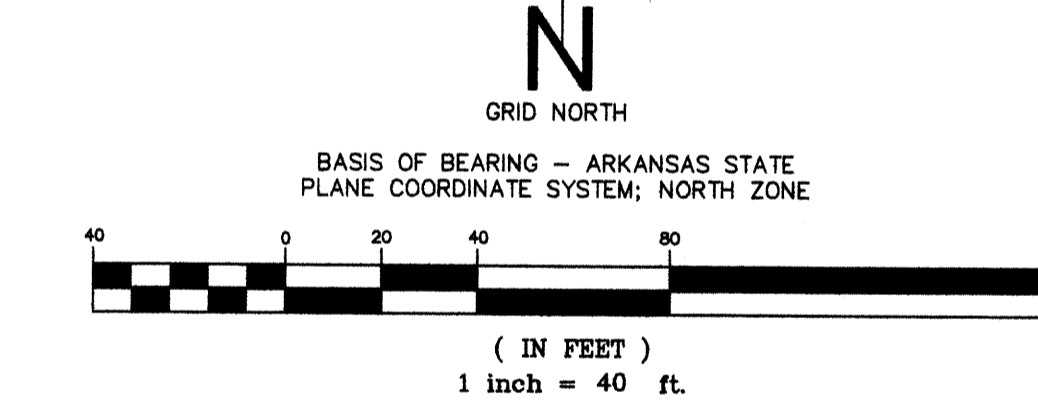 N
GRID NORTH
BASIS OF BEARING – ARKANSAS STATE
PLANE COORDINATE SYSTEM; NORTH ZONE
40 0 20 40 80
( IN FEET )
1 inch = 40 ft.